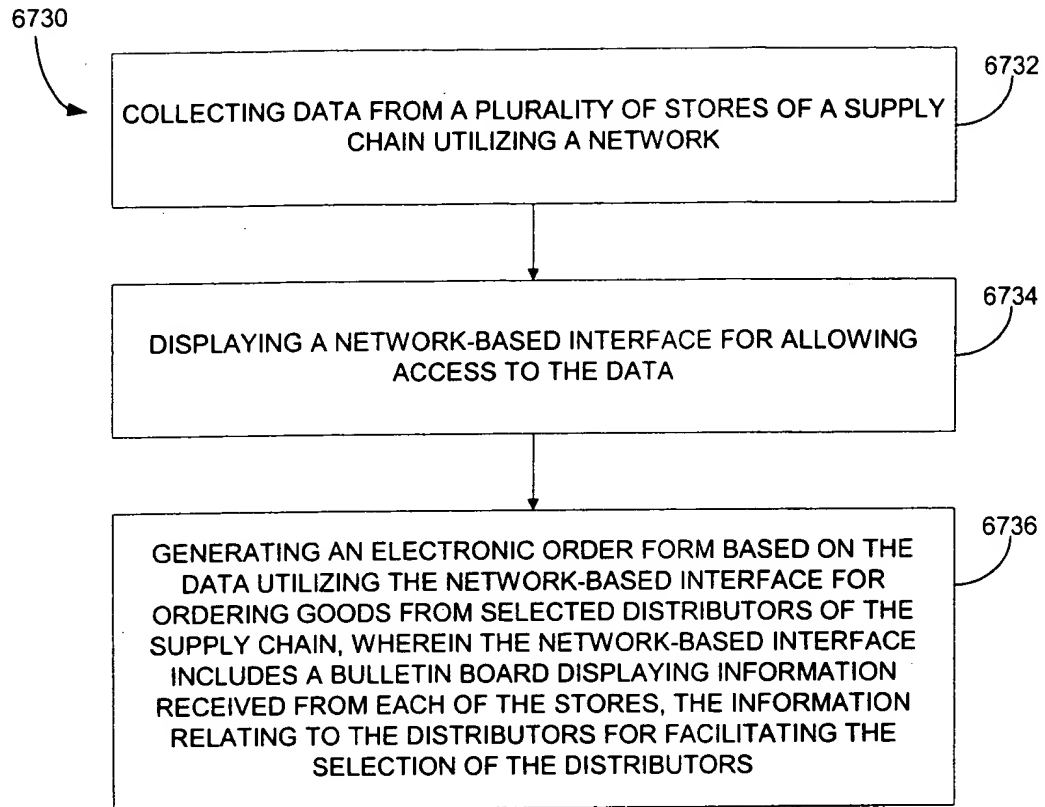 6730
6732
COLLECTING DATA FROM A PLURALITY OF STORES OF A SUPPLY
CHAIN UTILIZING A NETWORK
6734
DISPLAYING A NETWORK-BASED INTERFACE FOR ALLOWING
ACCESS TO THE DATA
6736
GENERATING AN ELECTRONIC ORDER FORM BASED ON THE
DATA UTILIZING THE NETWORK-BASED INTERFACE FOR
ORDERING GOODS FROM SELECTED DISTRIBUTORS OF THE
SUPPLY CHAIN, WHEREIN THE NETWORK-BASED INTERFACE
INCLUDES A BULLETIN BOARD DISPLAYING INFORMATION
RECEIVED FROM EACH OF THE STORES, THE INFORMATION
RELATING TO THE DISTRIBUTORS FOR FACILITATING THE
SELECTION OF THE DISTRIBUTORS